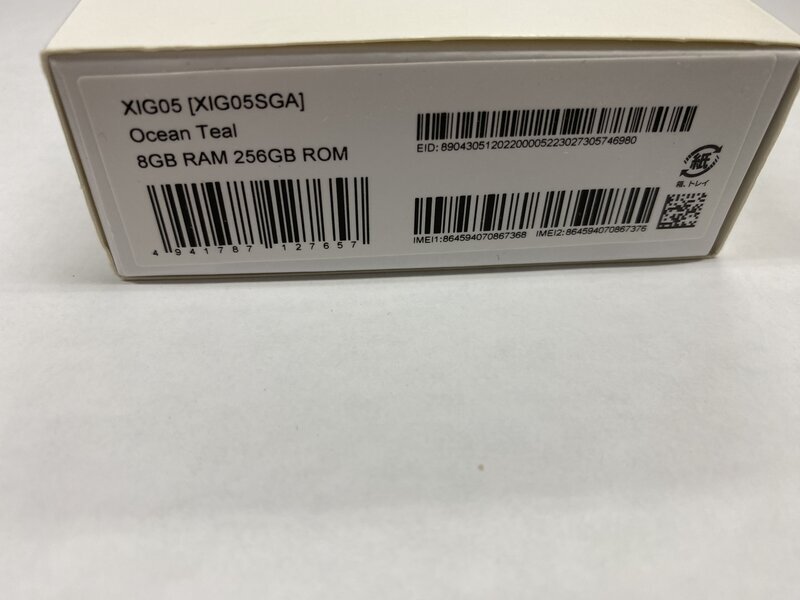 XIG05 [XIG05SGA]
Ocean Teal
8GB RAM 256GB ROM
4 941787 127657
EID: 89043051202200005223027305746980
紙
箱、トレイ
IMEI1:864594070867368 IMEI2:864594070867376